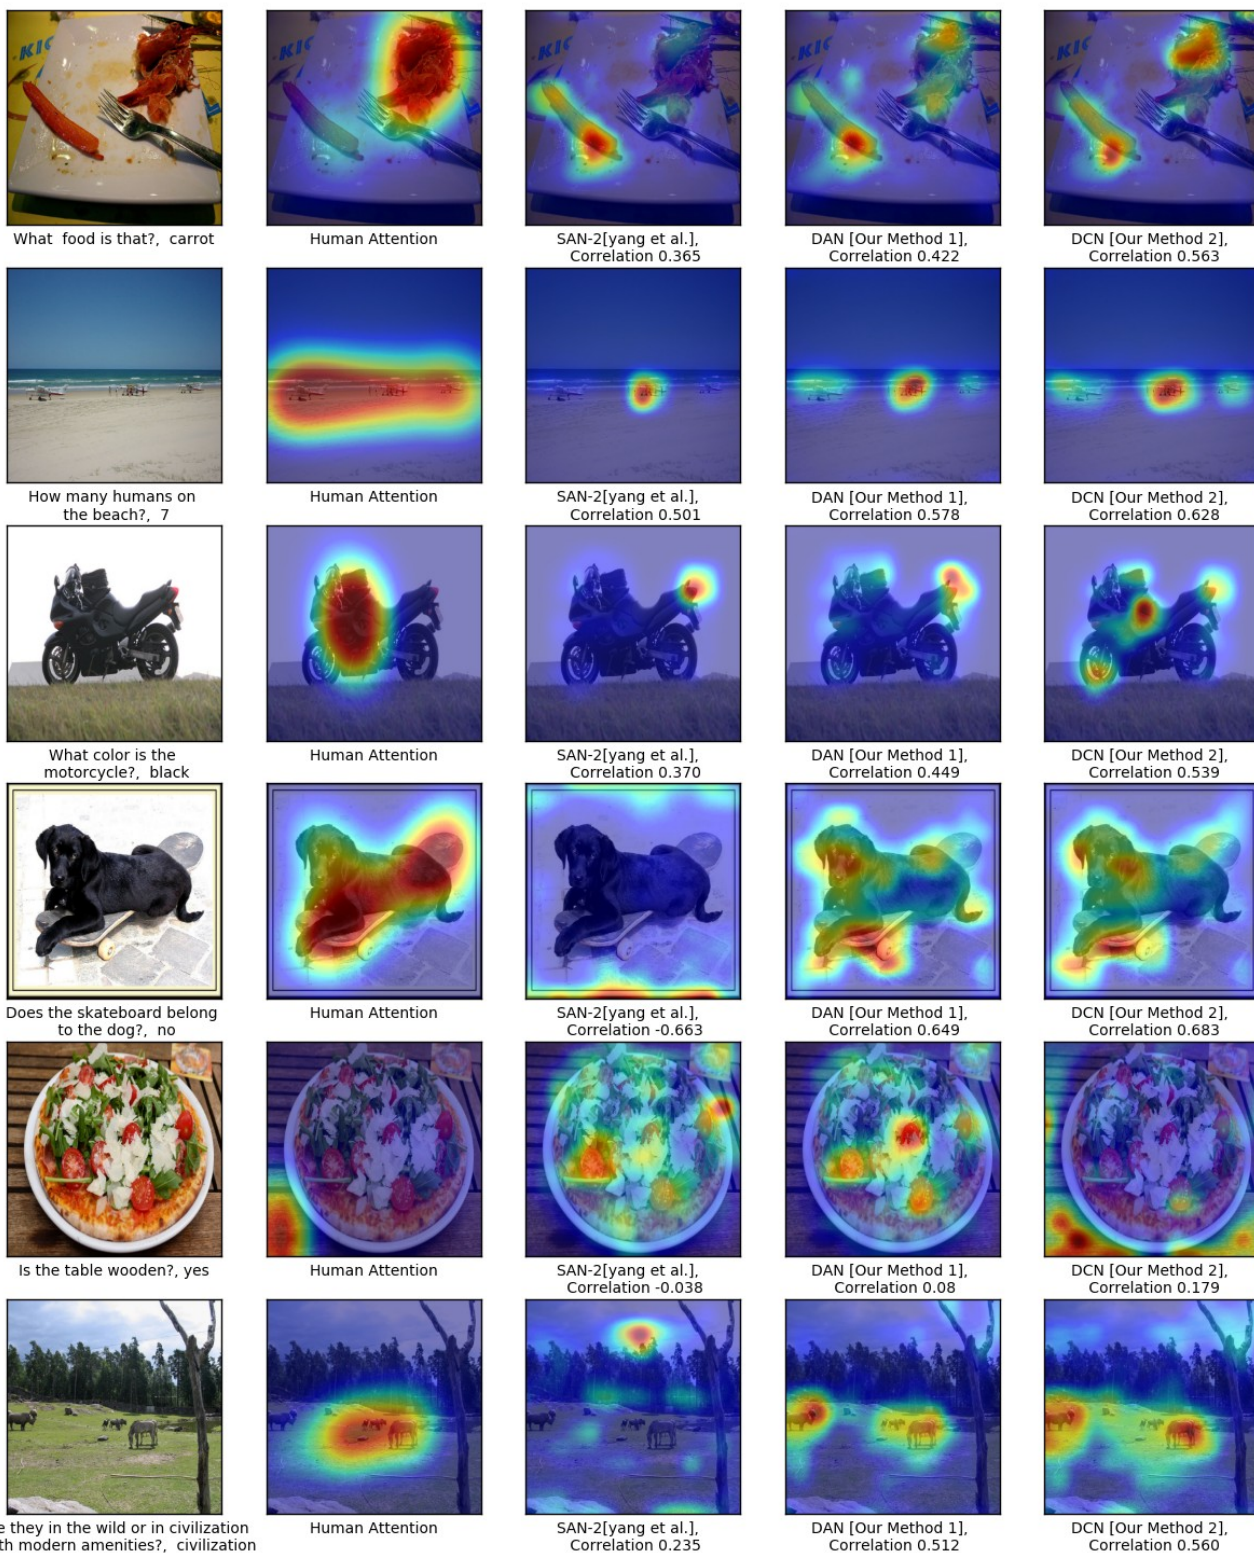 What  food is that?,  carrot
Human Attention
SAN-2[yang et al.],
Correlation 0.365
DAN [Our Method 1],
Correlation 0.422
DCN [Our Method 2],
Correlation 0.563
How many humans on
the beach?,  7
Human Attention
SAN-2[yang et al.],
Correlation 0.501
DAN [Our Method 1],
Correlation 0.578
DCN [Our Method 2],
Correlation 0.628
What color is the
motorcycle?,  black
Human Attention
SAN-2[yang et al.],
Correlation 0.370
DAN [Our Method 1],
Correlation 0.449
DCN [Our Method 2],
Correlation 0.539
Does the skateboard belong
to the dog?,  no
Human Attention
SAN-2[yang et al.],
Correlation -0.663
DAN [Our Method 1],
Correlation 0.649
DCN [Our Method 2],
Correlation 0.683
Is the table wooden?, yes
Human Attention
SAN-2[yang et al.],
Correlation -0.038
DAN [Our Method 1],
Correlation 0.08
DCN [Our Method 2],
Correlation 0.179
e they in the wild or in civilization
th modern amenities?,  civilization
Human Attention
SAN-2[yang et al.],
Correlation 0.235
DAN [Our Method 1],
Correlation 0.512
DCN [Our Method 2],
Correlation 0.560